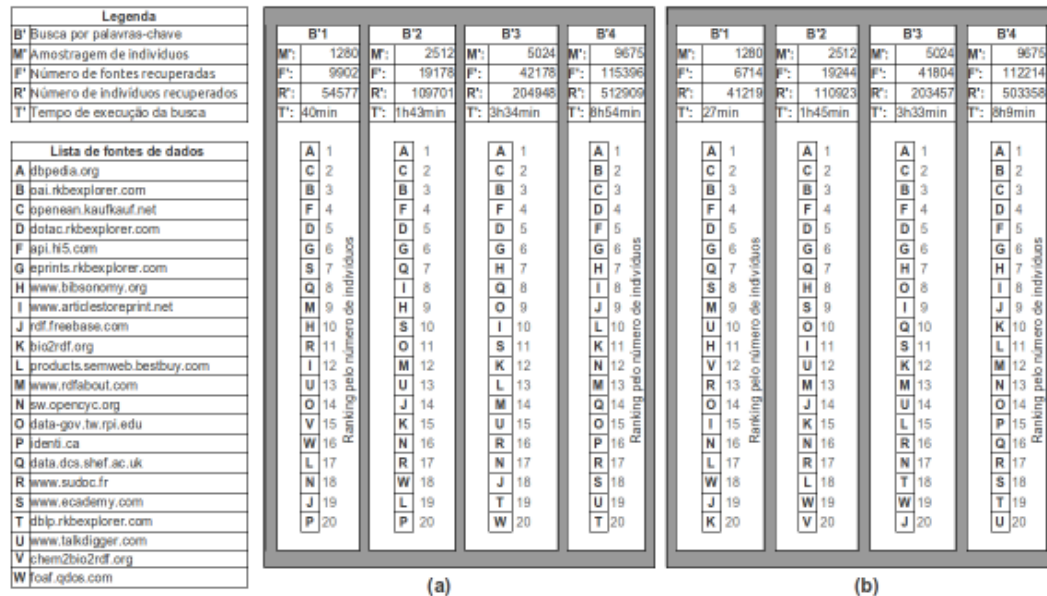 Legenda
B' Busca por palavras-chave
M' Amostragem de indivíduos
F' Número de fontes recuperadas
R' Número de indivíduos recuperados
T' Tempo de execução da busca
Lista de fontes de dados
A dbpedia.org
B oai.rkbexplorer.com
C openean.kaufkauf.net
D dotac.rkbexplorer.com
F api.hi5.com
G eprints.rkbexplorer.com
H www.bibsonomy.org
I www.articlestoreprint.net
J rdf.freebase.com
K bio2rdf.org
L products.semweb.bestbuy.com
M www.rdfabout.com
N sw.opencyc.org
O data-gov.tw.rpi.edu
P identi.ca
Q data.dcs.shef.ac.uk
R www.sudoc.fr
S www.ecademy.com
T dblp.rkbexplorer.com
U www.talkdigger.com
V chem2bio2rdf.org
W foaf.qdos.com
B'1 B'2 B'3 B'4
M': 1280 M': 2512 M': 5024 M': 9675
F': 9902 F': 19178 F': 42178 F': 115396
R': 54577 R': 109701 R': 204948 R': 512909
T': 40min T': 1h43min T': 3h34min T': 8h54min
A 1 A 1 A 1 A 1
C 2 C 2 C 2 B 2
B 3 B 3 B 3 C 3
F 4 F 4 F 4 D 4
D 5 D 5 D 5 F 5
G 6 G 6 G 6 G 6
S 7 Q 7 H 7 H 7
Q 8 I 8 Q 8 I 8
M 9 H 9 O 9 J 9
H 10 S 10 I 10 L 10
R 11 O 11 S 11 K 11
I 12 M 12 K 12 N 12
U 13 U 13 L 13 M 13
O 14 J 14 M 14 Q 14
V 15 K 15 U 15 O 15
W 16 N 16 R 16 P 16
L 17 R 17 N 17 R 17
N 18 W 18 J 18 S 18
J 19 L 19 T 19 U 19
P 20 P 20 W 20 T 20
Ranking pelo número de indivíduos
Ranking pelo número de indivíduos
(a)
B'1 B'2 B'3 B'4
M': 1280 M': 2512 M': 5024 M': 9675
F': 6714 F': 19244 F': 41804 F': 112214
R': 41219 R': 110923 R': 203457 R': 503358
T': 27min T': 1h45min T': 3h33min T': 8h9min
A 1 A 1 A 1 A 1
C 2 C 2 C 2 B 2
B 3 B 3 B 3 C 3
F 4 F 4 F 4 D 4
D 5 D 5 D 5 F 5
G 6 G 6 G 6 G 6
Q 7 Q 7 H 7 H 7
S 8 H 8 O 8 I 8
M 9 S 9 I 9 J 9
U 10 O 10 Q 10 K 10
H 11 I 11 S 11 L 11
V 12 U 12 K 12 M 12
R 13 M 13 M 13 N 13
O 14 J 14 U 14 O 14
I 15 K 15 L 15 P 15
N 16 N 16 R 16 Q 16
L 17 R 17 N 17 R 17
W 18 L 18 T 18 S 18
J 19 W 19 W 19 T 19
K 20 V 20 J 20 U 20
Ranking pelo número de indivíduos
Ranking pelo número de indivíduos
(b)